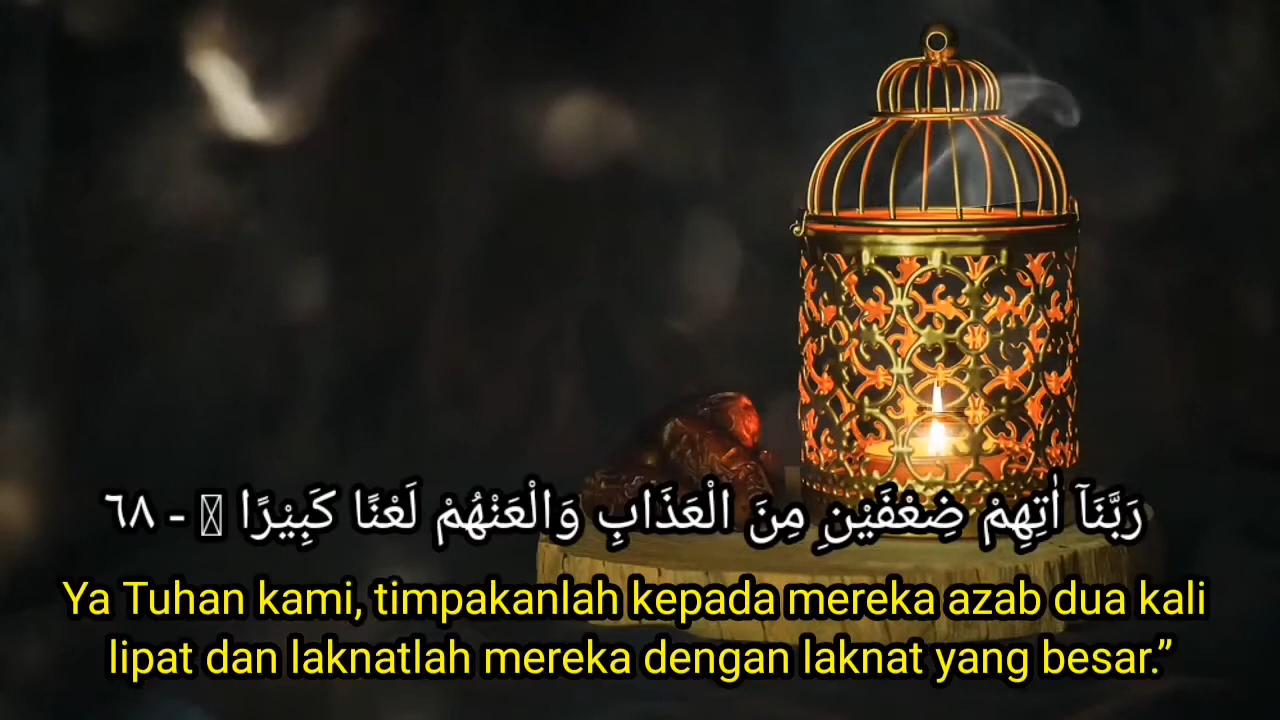 رَبَّنَآ اٰتِهِمْ ضِعْفَيْنِ مِنَ الْعَذَابِ وَالْعَنْهُمْ لَعْنًا كَبِيْرًا ࣖ - ٦٨
Ya Tuhan kami, timpakanlah kepada mereka azab dua kali
lipat dan laknatlah mereka dengan laknat yang besar.”